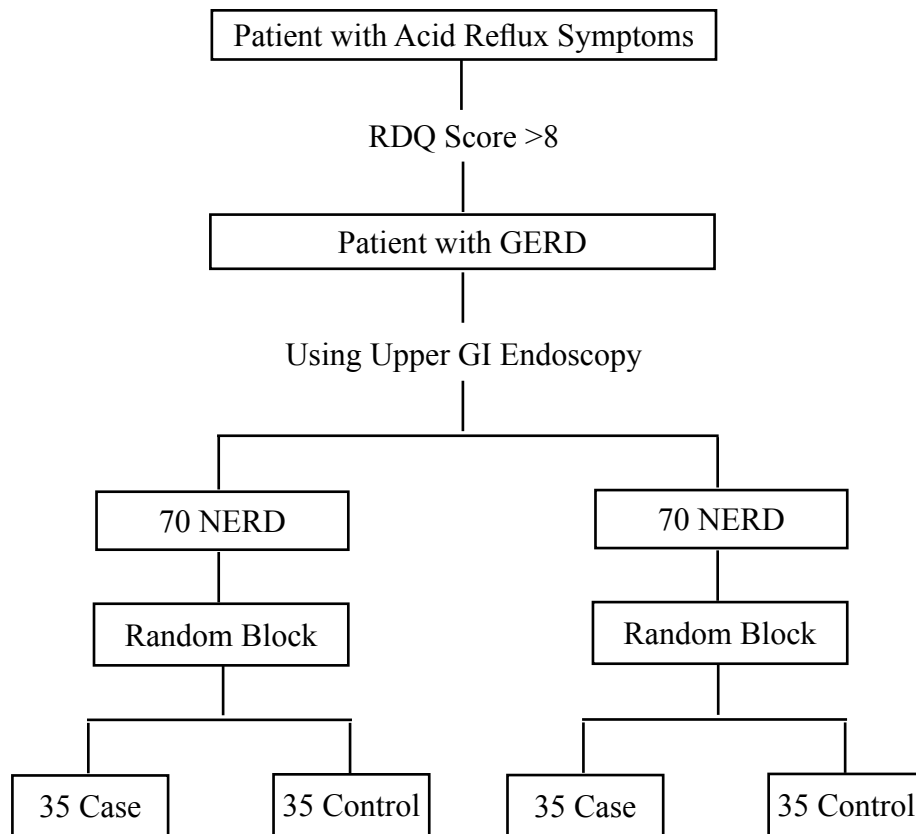 Patient with Acid Reflux Symptoms
RDQ Score >8
Patient with GERD
Using Upper GI Endoscopy
70 NERD
70 NERD
Random Block
Random Block
35 Case
35 Control
35 Case
35 Control